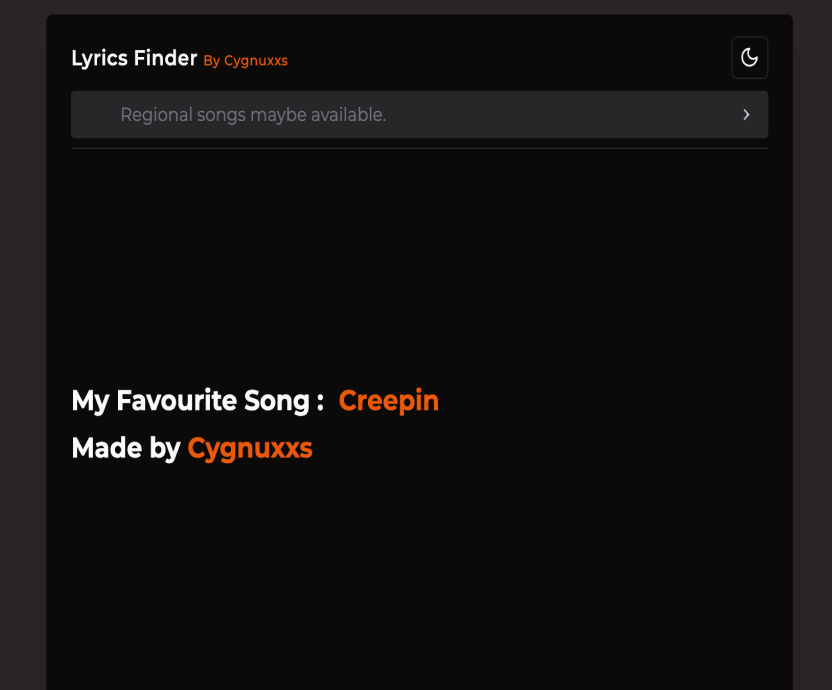 Lyrics Finder By Cygnuxxs
Regional songs maybe available.
My Favourite Song : Creepin
Made by Cygnuxxs